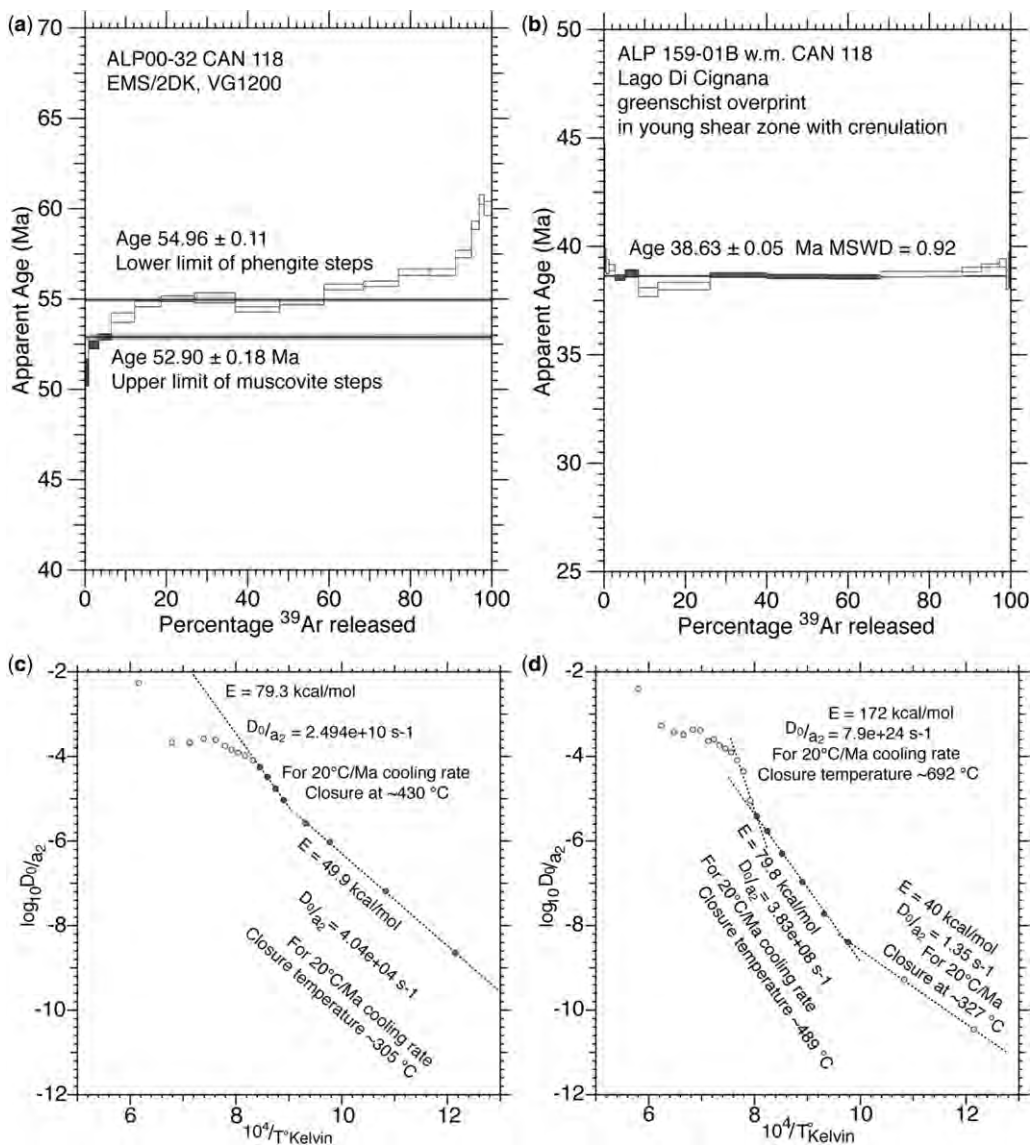 (a)
70
65
60
55
50
45
40
Apparent Age (Ma)
ALP00-32 CAN 118
EMS/2DK, VG1200
Age 54.96 ± 0.11
Lower limit of phengite steps
Age 52.90 ± 0.18 Ma
Upper limit of muscovite steps
0 20 40 60 80 100
Percentage ³⁹Ar released
(b)
50
45
40
35
30
25
Apparent Age (Ma)
ALP 159-01B w.m. CAN 118
Lago Di Cignana
greenschist overprint
in young shear zone with crenulation
Age 38.63 ± 0.05 Ma MSWD = 0.92
0 20 40 60 80 100
Percentage ³⁹Ar released
(c)
-2
-4
-6
-8
-10
-12
log₁₀D₀/a₂
E = 79.3 kcal/mol
D₀/a₂ = 2.494e+10 s-1
For 20°C/Ma cooling rate
Closure at ~430 °C
E = 49.9 kcal/mol
D₀/a₂ = 4.04e+04 s-1
For 20°C/Ma cooling rate
Closure temperature ~305 °C
6 8 10 12
10⁴/T°Kelvin
(d)
-2
-4
-6
-8
-10
-12
log₁₀D₀/a₂
E = 172 kcal/mol
D₀/a₂ = 7.9e+24 s-1
For 20°C/Ma cooling rate
Closure temperature ~692 °C
E = 79.8 kcal/mol
D₀/a₂ = 3.83e+08 s-1
For 20°C/Ma cooling rate
Closure temperature ~489 °C
E = 40 kcal/mol
D₀/a₂ = 1.35 s-1
For 20°C/Ma
Closure at ~327 °C
6 8 10 12
10⁴/T°Kelvin